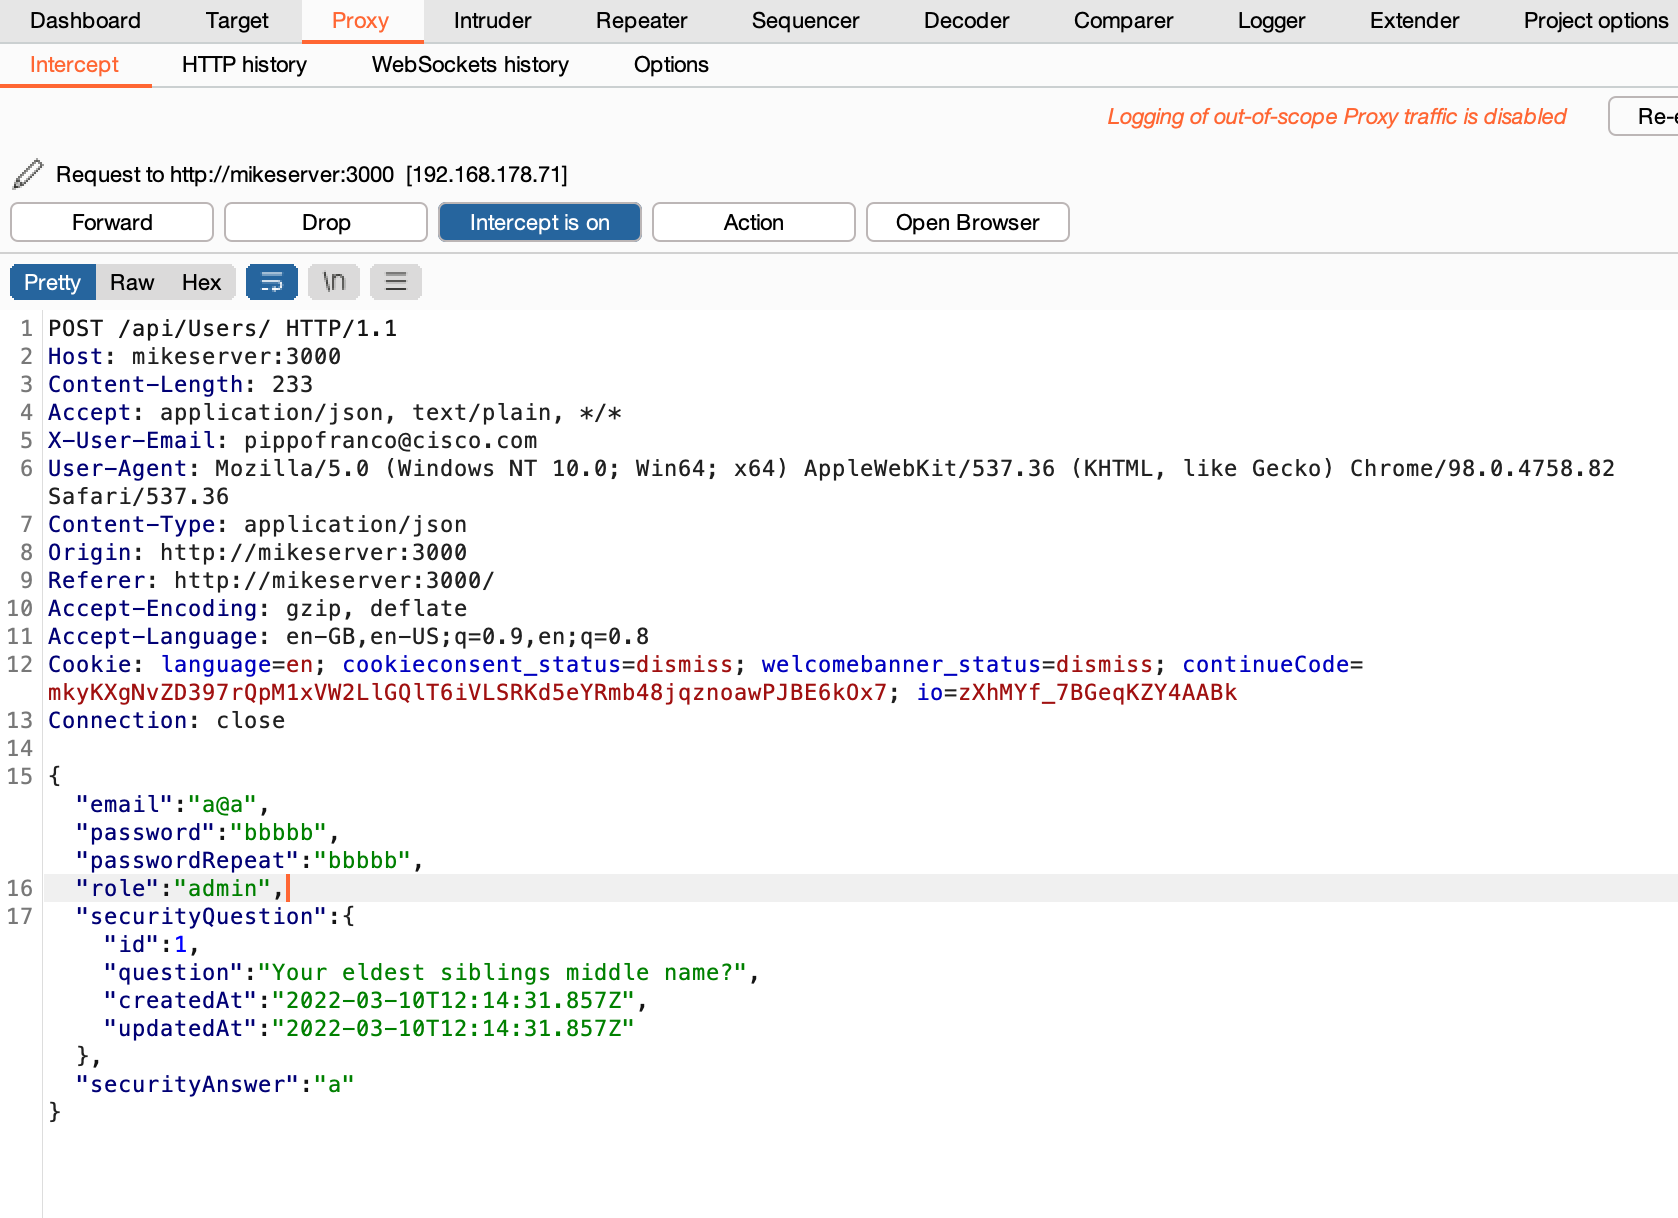 Dashboard Target Proxy Intruder Repeater Sequencer Decoder Comparer Logger Extender Project options
Intercept HTTP history WebSockets history Options
Logging of out-of-scope Proxy traffic is disabled
Request to http://mikeserver:3000 [192.168.178.71]
Forward Drop Intercept is on Action Open Browser
Pretty Raw Hex \n
1 POST /api/Users/ HTTP/1.1
2 Host: mikeserver:3000
3 Content-Length: 233
4 Accept: application/json, text/plain, */*
5 X-User-Email: pippofranco@cisco.com
6 User-Agent: Mozilla/5.0 (Windows NT 10.0; Win64; x64) AppleWebKit/537.36 (KHTML, like Gecko) Chrome/98.0.4758.82
Safari/537.36
7 Content-Type: application/json
8 Origin: http://mikeserver:3000
9 Referer: http://mikeserver:3000/
10 Accept-Encoding: gzip, deflate
11 Accept-Language: en-GB,en-US;q=0.9,en;q=0.8
12 Cookie: language=en; cookieconsent_status=dismiss; welcomebanner_status=dismiss; continueCode=
mkyKXgNvZD397rQpM1xVW2LlGQlT6iVLSRKd5eYRmb48jqznoawPJBE6kOx7; io=zXhMYf_7BGeqKZY4AABk
13 Connection: close
14
15 {
"email":"a@a",
"password":"bbbbb",
"passwordRepeat":"bbbbb",
16 "role":"admin",
17 "securityQuestion":{
"id":1,
"question":"Your eldest siblings middle name?",
"createdAt":"2022-03-10T12:14:31.857Z",
"updatedAt":"2022-03-10T12:14:31.857Z"
},
"securityAnswer":"a"
}